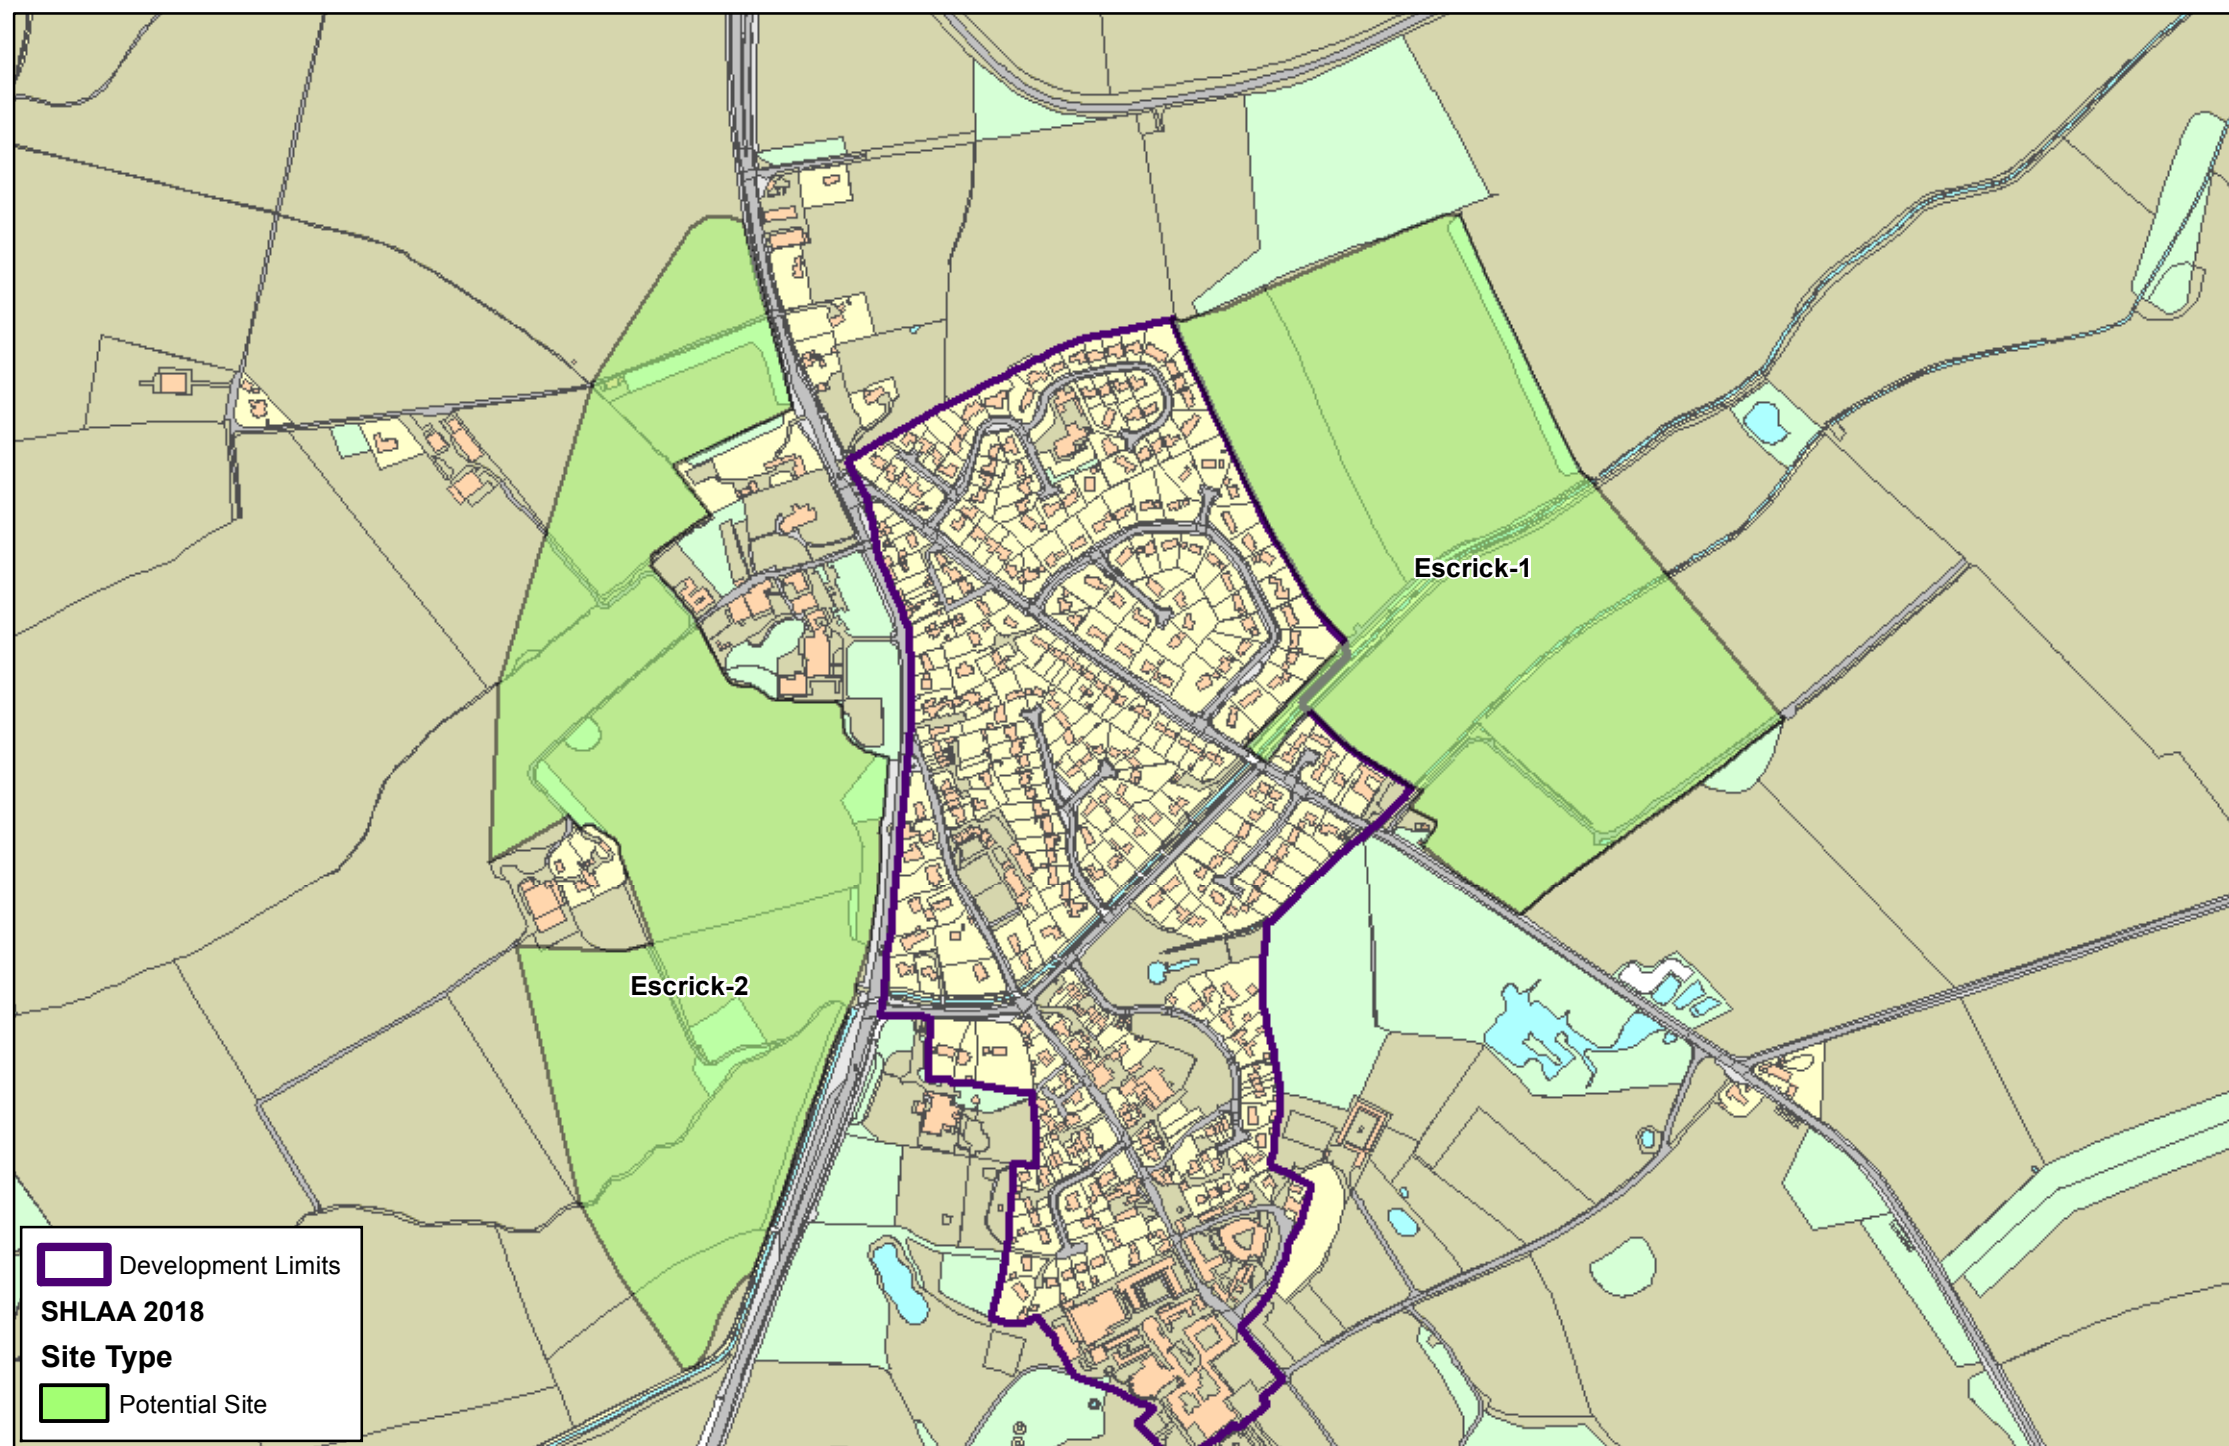 Escrick-1
Escrick-2
Development Limits
SHLAA 2018
Site Type
Potential Site